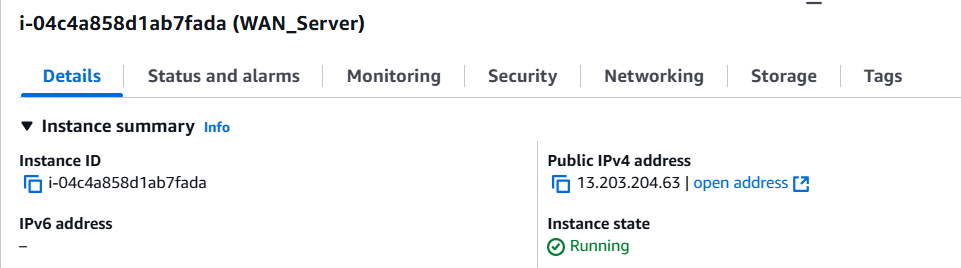 i-04c4a858d1ab7fada (WAN_Server)
Details Status and alarms Monitoring Security Networking Storage Tags
▼ Instance summary Info
Instance ID
i-04c4a858d1ab7fada
Public IPv4 address
13.203.204.63 | open address
IPv6 address
–
Instance state
Running